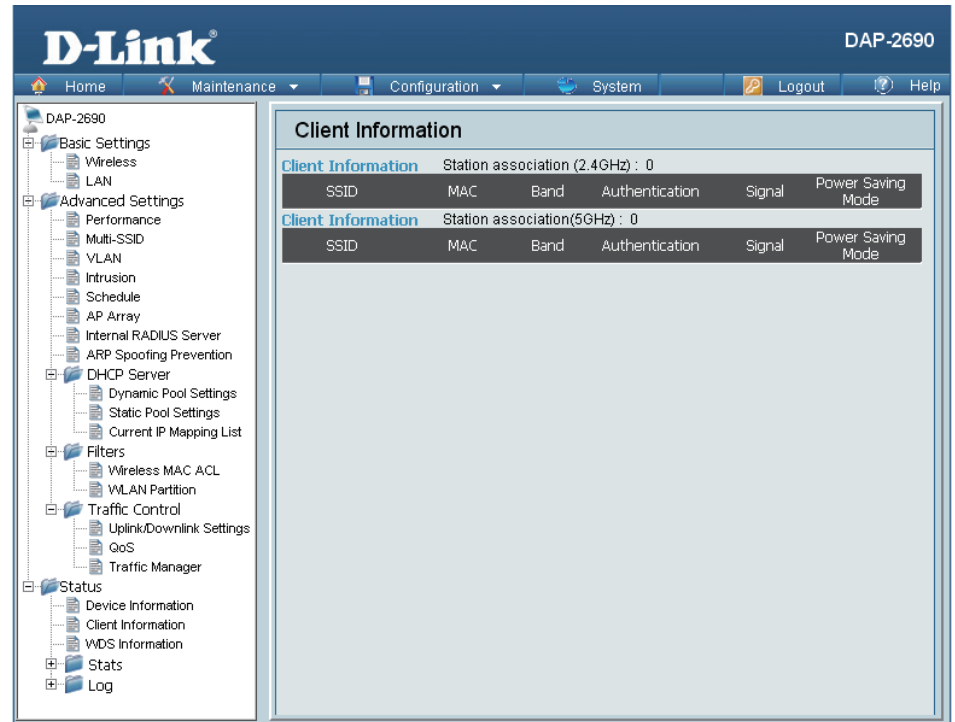 D-Link®
DAP-2690
Home Maintenance Configuration System Logout Help
DAP-2690
Basic Settings
Wireless
LAN
Advanced Settings
Performance
Multi-SSID
VLAN
Intrusion
Schedule
AP Array
Internal RADIUS Server
ARP Spoofing Prevention
DHCP Server
Dynamic Pool Settings
Static Pool Settings
Current IP Mapping List
Filters
Wireless MAC ACL
WLAN Partition
Traffic Control
Uplink/Downlink Settings
QoS
Traffic Manager
Status
Device Information
Client Information
WDS Information
Stats
Log
Client Information
Client Information Station association (2.4GHz) : 0
SSID MAC Band Authentication Signal Power Saving Mode
Client Information Station association(5GHz) : 0
SSID MAC Band Authentication Signal Power Saving Mode